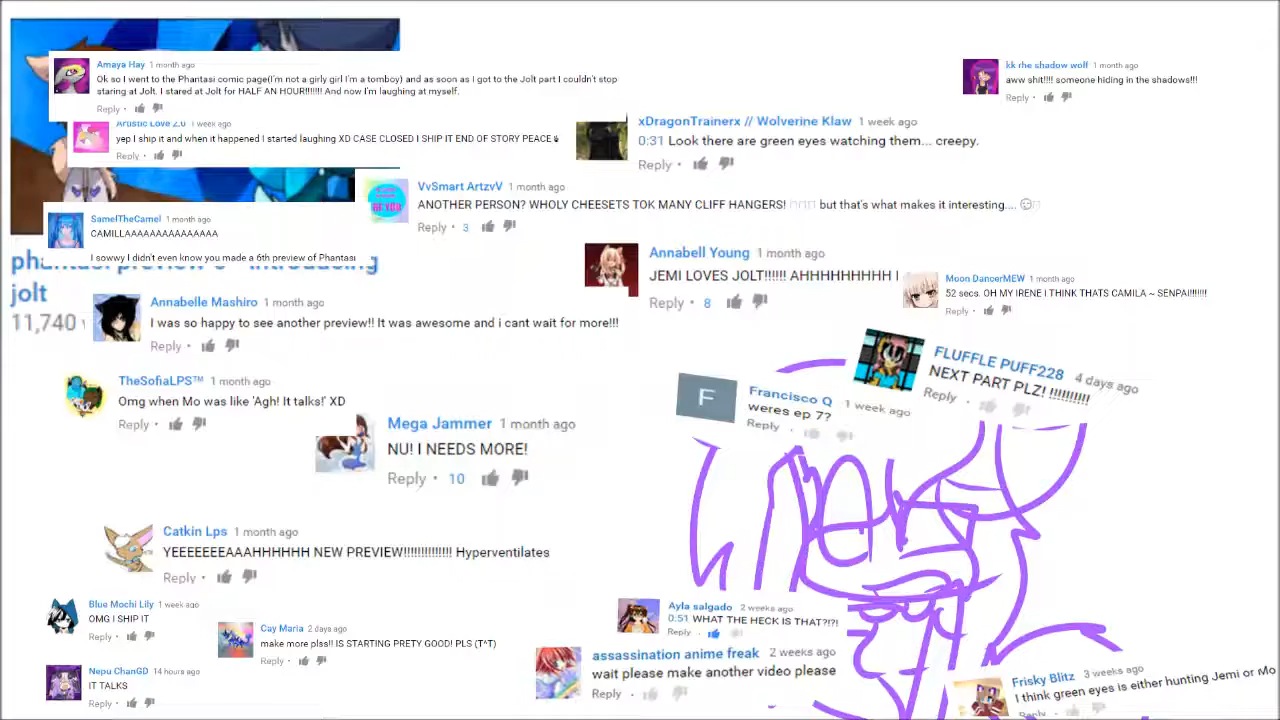 Amaya Hay 1 month ago
Ok so I went to the Phantasi comic page(I'm not a girly girl I'm a tomboy) and as soon as I got to the Jolt part I couldn't stop
staring at Jolt. I stared at Jolt for HALF AN HOUR!!!!!!! And now I'm laughing at myself.
Reply
kk rhe shadow wolf 1 month ago
aww shit!!!! someone hiding in the shadows!!!
Reply
Artistic Love 2.0 1 week ago
yep I ship it and when it happened I started laughing XD CASE CLOSED I SHIP IT END OF STORY PEACE
Reply
xDragonTrainerx // Wolverine Klaw 1 week ago
0:31 Look there are green eyes watching them... creepy.
Reply
VvSmart ArtzvV 1 month ago
ANOTHER PERSON? WHOLY CHEESETS TOK MANY CLIFF HANGERS! but that's what makes it interesting....
Reply 3
SamelTheCamel 1 month ago
CAMILLAAAAAAAAAAAAAAA
I sowwy I didn't even know you made a 6th preview of Phantasi
phantasi preview 6 - introducing
jolt
11,740
Annabell Young 1 month ago
JEMI LOVES JOLT!!!!!! AHHHHHHHHH I
Reply 8
Moon DancerMEW 1 month ago
52 secs. OH MY IRENE I THINK THATS CAMILA ~ SENPAI!!!!!!!
Reply
Annabelle Mashiro 1 month ago
I was so happy to see another preview!! It was awesome and i cant wait for more!!!
Reply
FLUFFLE PUFF228 4 days ago
NEXT PART PLZ! !!!!!!!!!!
Reply
TheSofiaLPS™ 1 month ago
Omg when Mo was like 'Agh! It talks!' XD
Reply
F
Francisco Q 1 week ago
weres ep 7?
Reply
Mega Jammer 1 month ago
NU! I NEEDS MORE!
Reply 10
Catkin Lps 1 month ago
YEEEEEEEAAAHHHHHH NEW PREVIEW!!!!!!!!!!!!!! Hyperventilates
Reply
Blue Mochi Lily 1 week ago
OMG I SHIP IT
Reply
Cay Maria 2 days ago
make more plss!! IS STARTING PRETY GOOD! PLS (T^T)
Reply
Ayla salgado 2 weeks ago
0:51 WHAT THE HECK IS THAT?!?!
Reply
assassination anime freak 2 weeks ago
wait please make another video please
Reply
Nepu ChanGD 14 hours ago
IT TALKS
Reply
Frisky Blitz 3 weeks ago
I think green eyes is either hunting Jemi or Mo
Reply